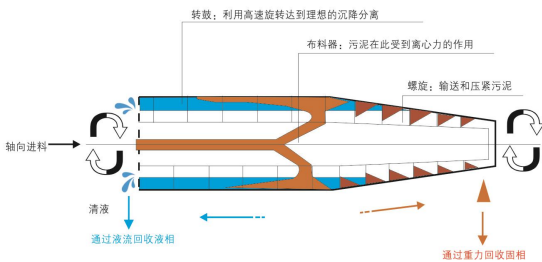 转鼓：利用高速旋转达到理想的沉降分离
布料器：污泥在此受到离心力的作用
螺旋：输送和压紧污泥
轴向进料
清液
通过液流回收液相
通过重力回收固相